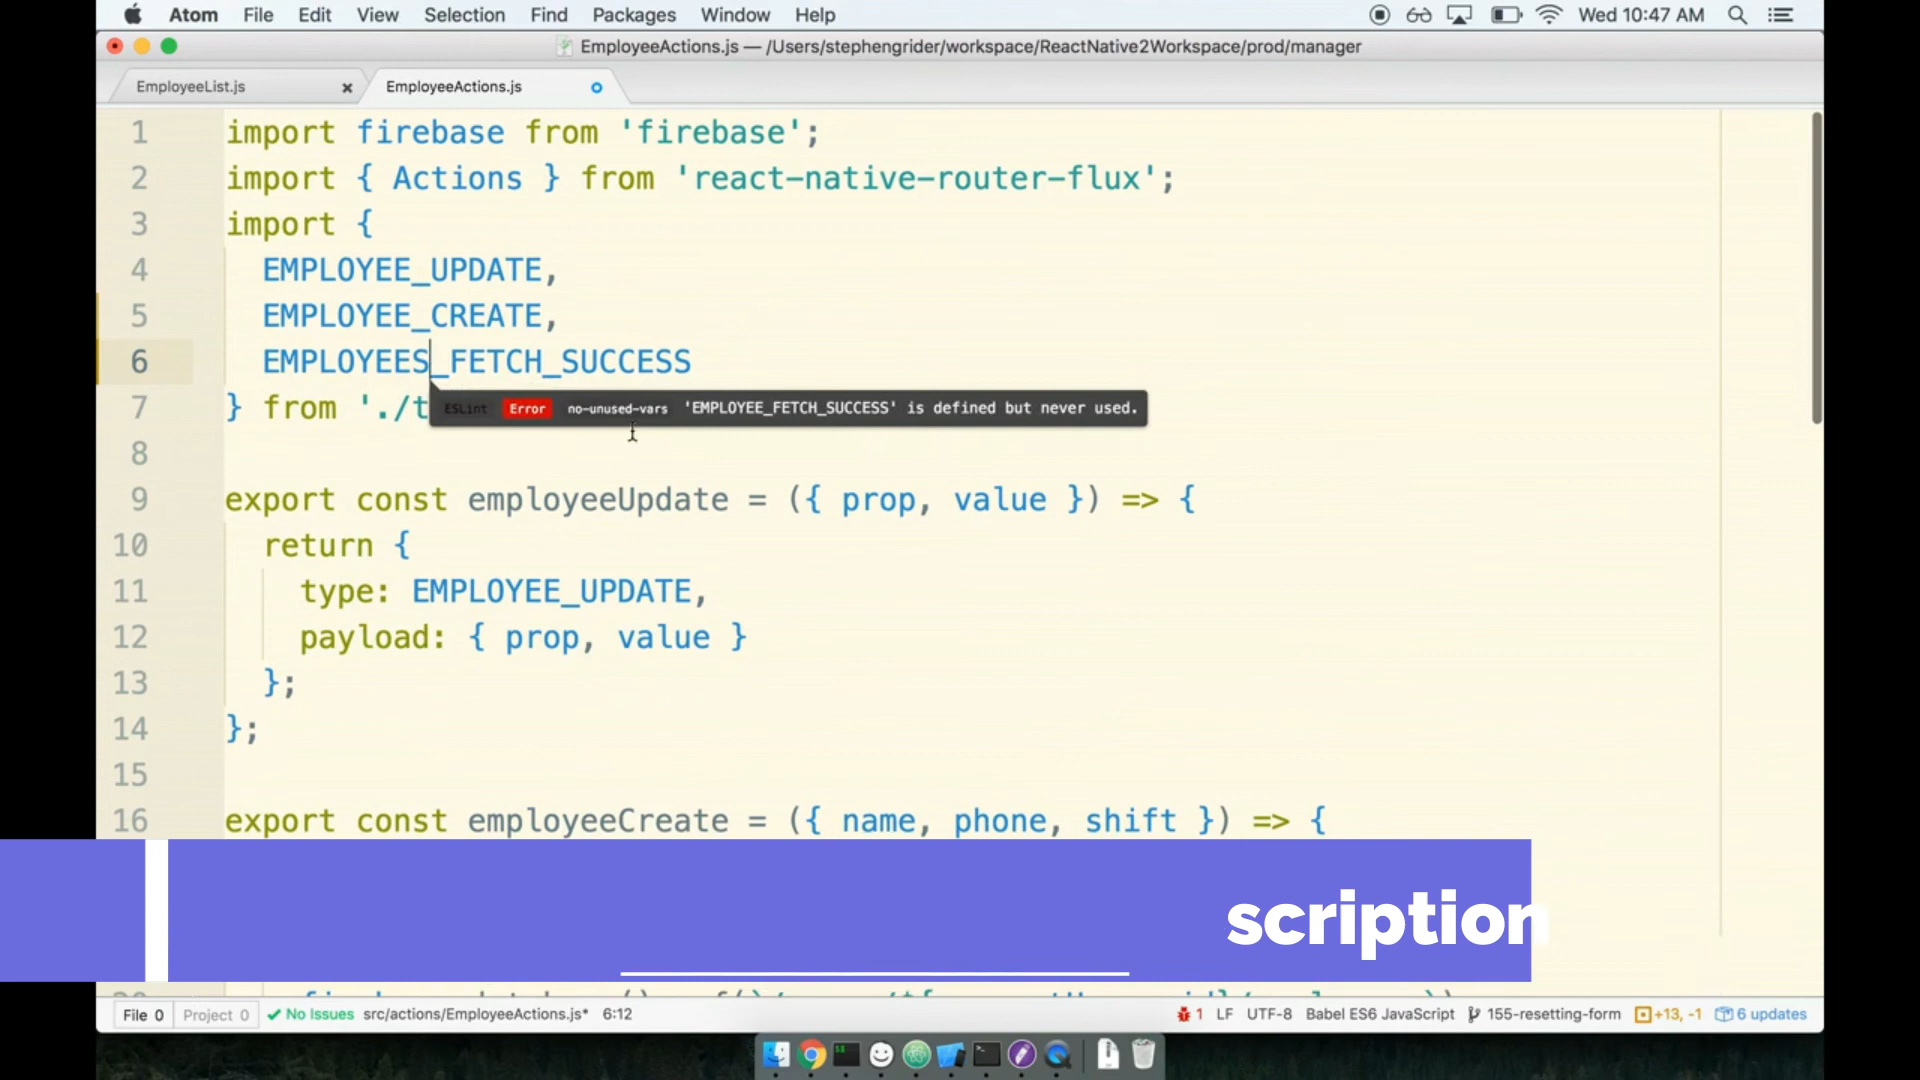 Atom File Edit View Selection Find Packages Window Help Wed 10:47 AM
EmployeeActions.js — /Users/stephengrider/workspace/ReactNative2Workspace/prod/manager
EmployeeList.js EmployeeActions.js
1 import firebase from 'firebase';
2 import { Actions } from 'react-native-router-flux';
3 import {
4 EMPLOYEE_UPDATE,
5 EMPLOYEE_CREATE,
6 EMPLOYEES_FETCH_SUCCESS
7 } from './t
ESLint Error no-unused-vars 'EMPLOYEE_FETCH_SUCCESS' is defined but never used.
8
9 export const employeeUpdate = ({ prop, value }) => {
10 return {
11 type: EMPLOYEE_UPDATE,
12 payload: { prop, value }
13 };
14 };
15
16 export const employeeCreate = ({ name, phone, shift }) => {
scription
File 0 Project 0 No Issues src/actions/EmployeeActions.js* 6:12 1 LF UTF-8 Babel ES6 JavaScript 155-resetting-form +13, -1 6 updates